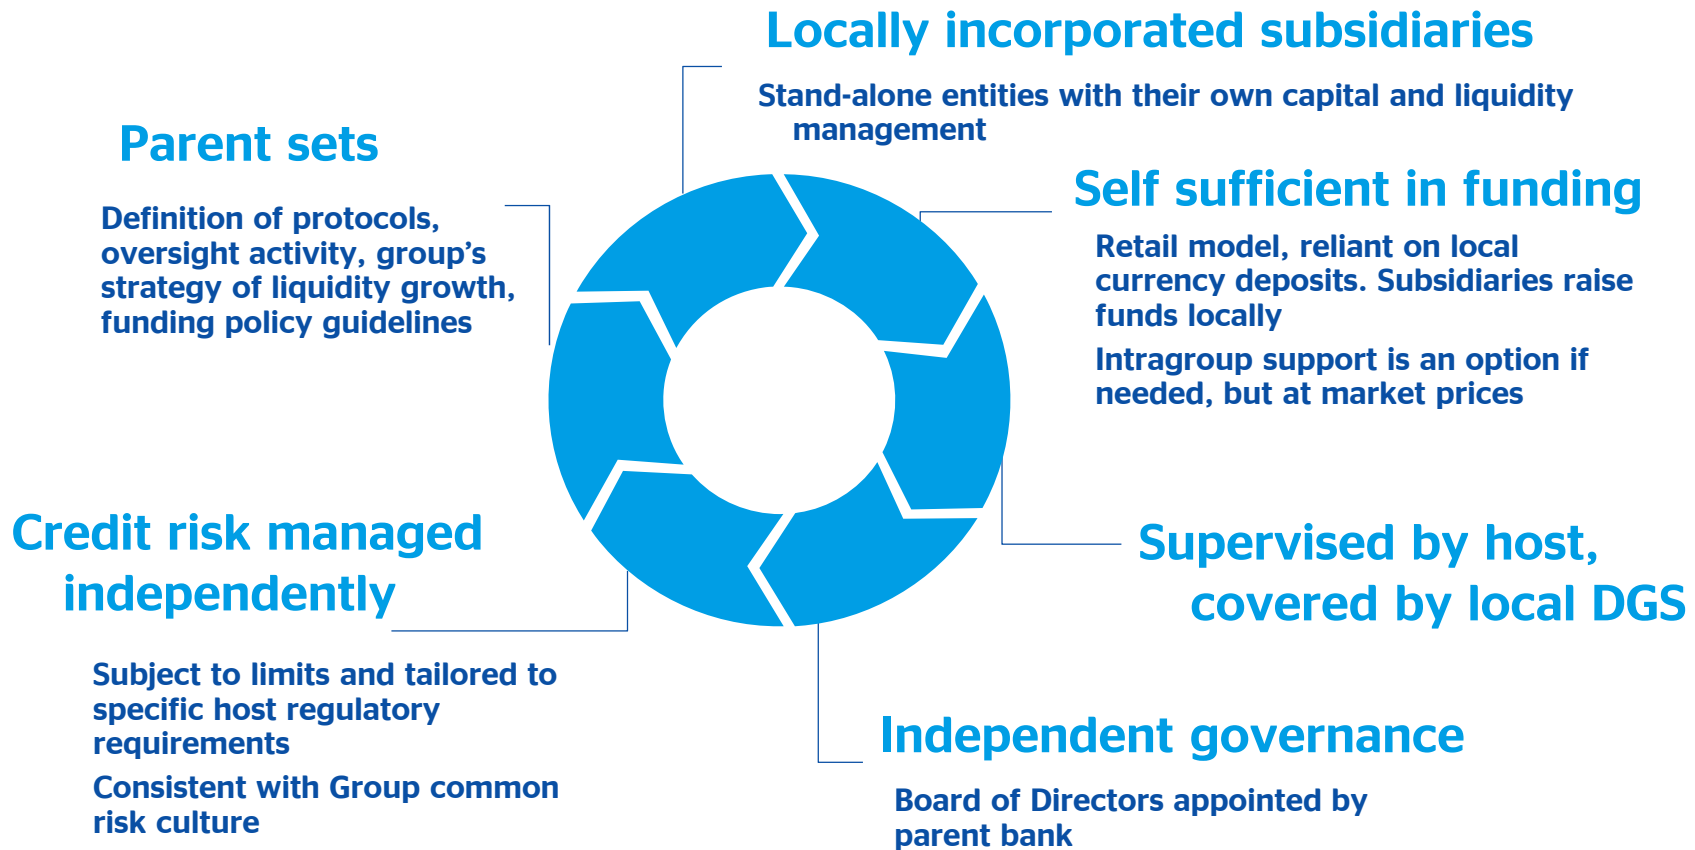 Locally incorporated subsidiaries
Stand-alone entities with their own capital and liquidity
management
Parent sets
Definition of protocols,
oversight activity, group's
strategy of liquidity growth,
funding policy guidelines
Self sufficient in funding
Retail model, reliant on local
currency deposits. Subsidiaries raise
funds locally
Intragroup support is an option if
needed, but at market prices
Credit risk managed
independently
Subject to limits and tailored to
specific host regulatory
requirements
Consistent with Group common
risk culture
Supervised by host,
covered by local DGS
Independent governance
Board of Directors appointed by
parent bank